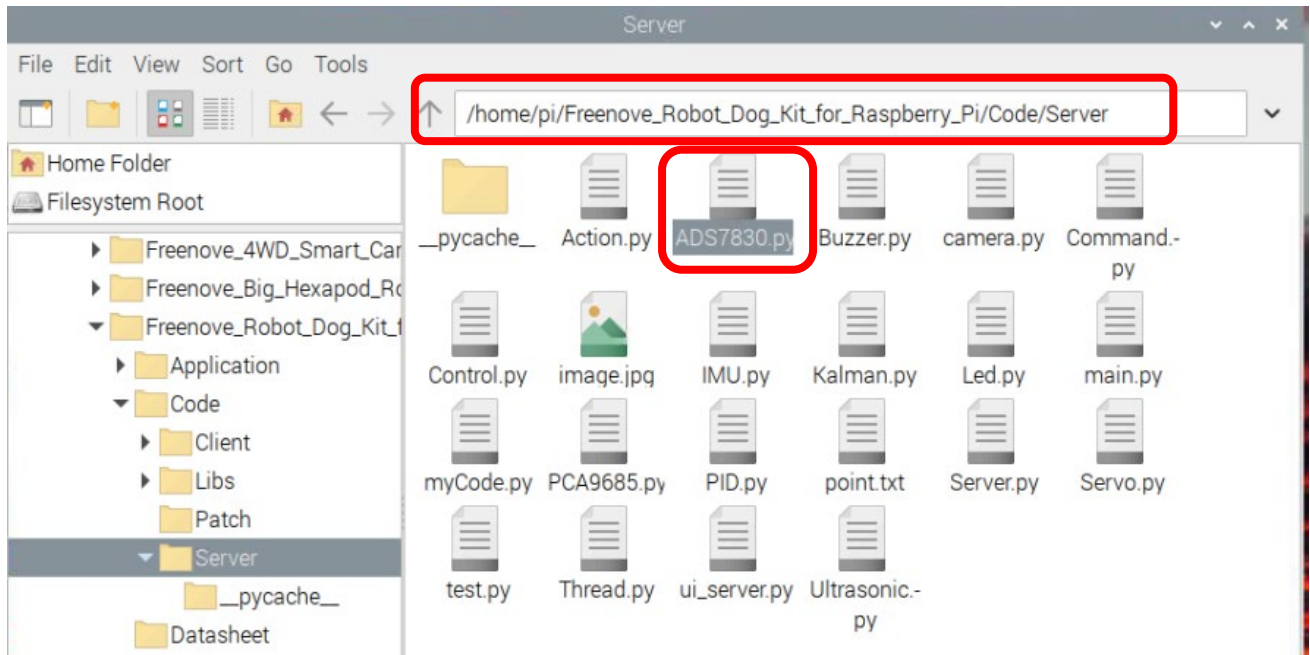 Server
File Edit View Sort Go Tools
/home/pi/Freenove_Robot_Dog_Kit_for_Raspberry_Pi/Code/Server
Home Folder
Filesystem Root
Freenove_4WD_Smart_Car
Freenove_Big_Hexapod_Ro
Freenove_Robot_Dog_Kit_f
Application
Code
Client
Libs
Patch
Server
__pycache__
Datasheet
__pycache__ Action.py ADS7830.py Buzzer.py camera.py Command.-
py
Control.py image.jpg IMU.py Kalman.py Led.py main.py
myCode.py PCA9685.py PID.py point.txt Server.py Servo.py
test.py Thread.py ui_server.py Ultrasonic.-
py